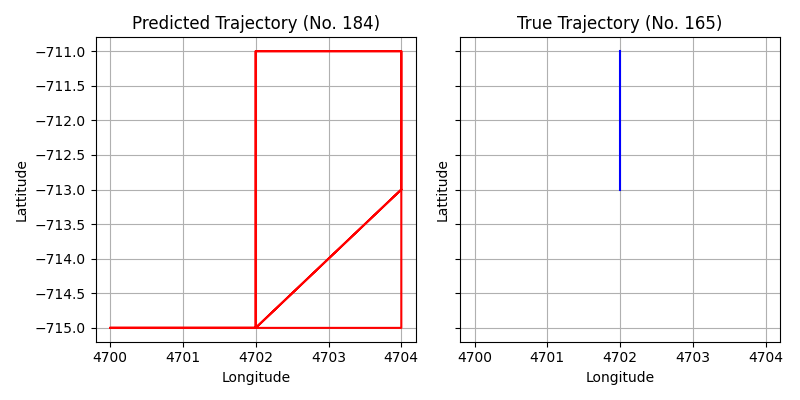 Predicted Trajectory (No. 184)
True Trajectory (No. 165)
−711.0
−711.5
−712.0
−712.5
−713.0
−713.5
−714.0
−714.5
−715.0
Lattitude
Lattitude
4700 4701 4702 4703 4704
4700 4701 4702 4703 4704
Longitude
Longitude